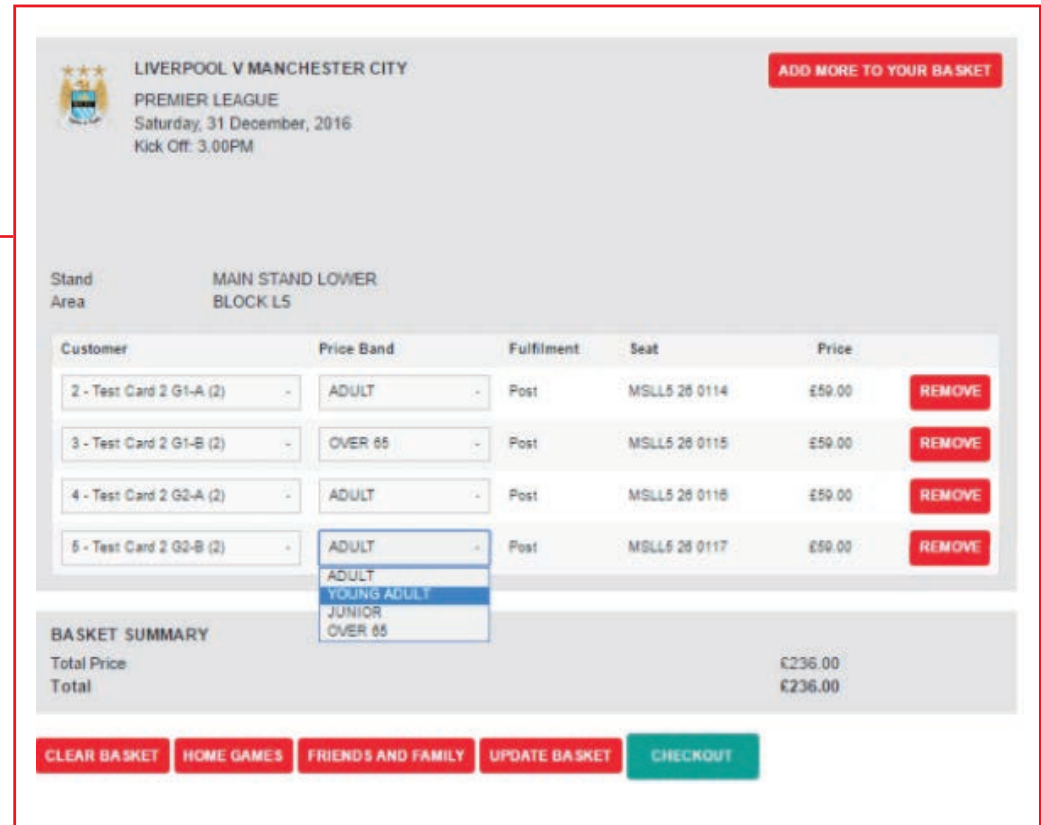 LIVERPOOL V MANCHESTER CITY
ADD MORE TO YOUR BASKET
PREMIER LEAGUE
Saturday, 31 December, 2016
Kick Off: 3.00PM
Stand MAIN STAND LOWER
Area BLOCK L5
Customer Price Band Fulfilment Seat Price
2 - Test Card 2 G1-A (2) ADULT Post MSLL5 26 0114 £59.00 REMOVE
3 - Test Card 2 G1-B (2) OVER 65 Post MSLL5 26 0115 £59.00 REMOVE
4 - Test Card 2 G2-A (2) ADULT Post MSLL5 26 0116 £59.00 REMOVE
5 - Test Card 2 G2-B (2) ADULT Post MSLL5 26 0117 £59.00 REMOVE
ADULT
YOUNG ADULT
JUNIOR
OVER 65
BASKET SUMMARY
Total Price £236.00
Total £236.00
CLEAR BASKET HOME GAMES FRIENDS AND FAMILY UPDATE BASKET CHECKOUT